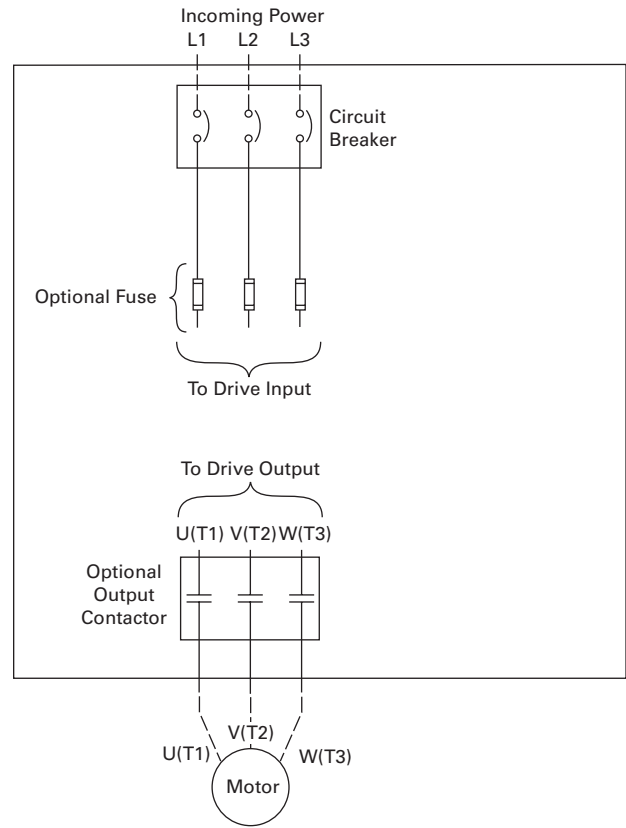 Incoming Power
L1 L2 L3
Circuit
Breaker
Optional Fuse
To Drive Input
To Drive Output
U(T1) V(T2) W(T3)
Optional
Output
Contactor
V(T2)
U(T1) W(T3)
Motor